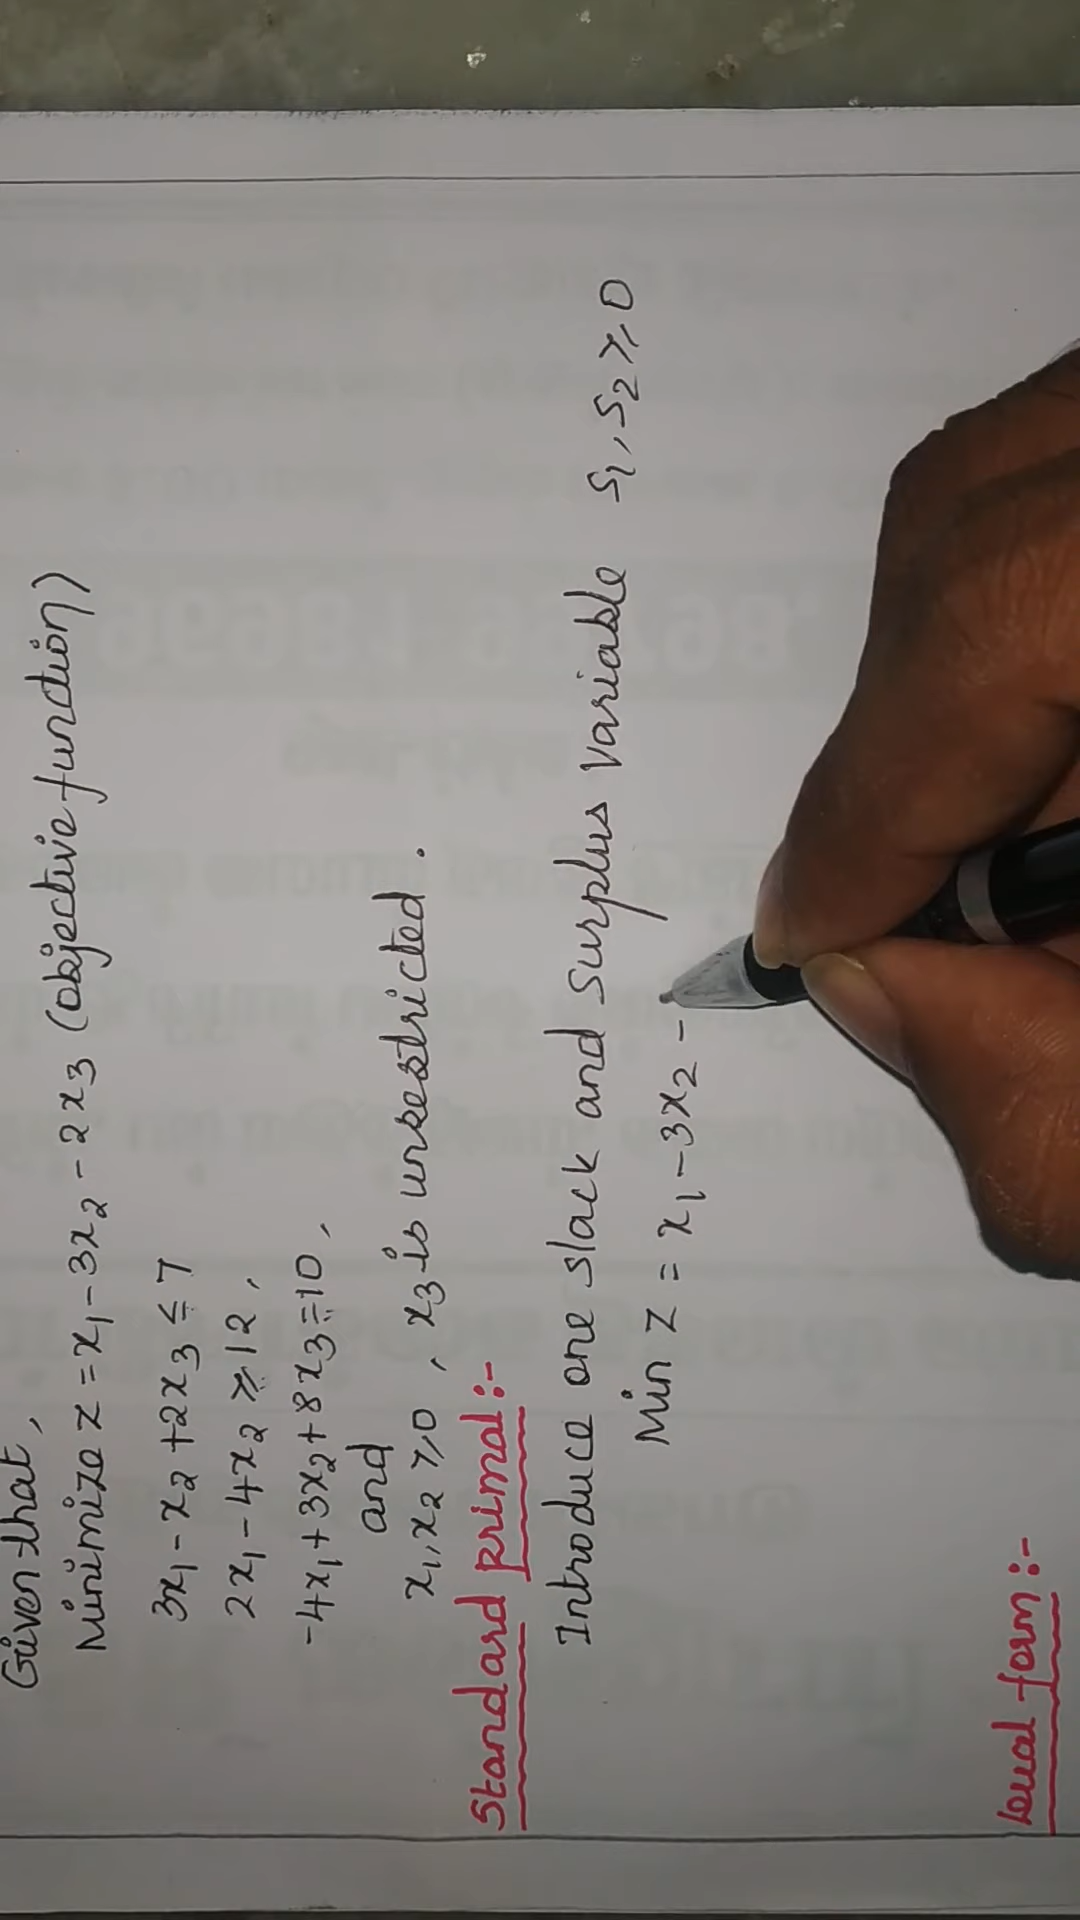 Given that,
Minimize z = x₁ - 3x₂ - 2x₃ (objective function)
3x₁ - x₂ + 2x₃ ≤ 7
2x₁ - 4x₂ ≥ 12,
-4x₁ + 3x₂ + 8x₃ = 10,
and
x₁, x₂ ≥ 0, x₃ is unrestricted.
Standard primal:-
Introduce one slack and surplus variable s₁, s₂ ≥ 0
Min z = x₁ - 3x₂ -
Dual form:-